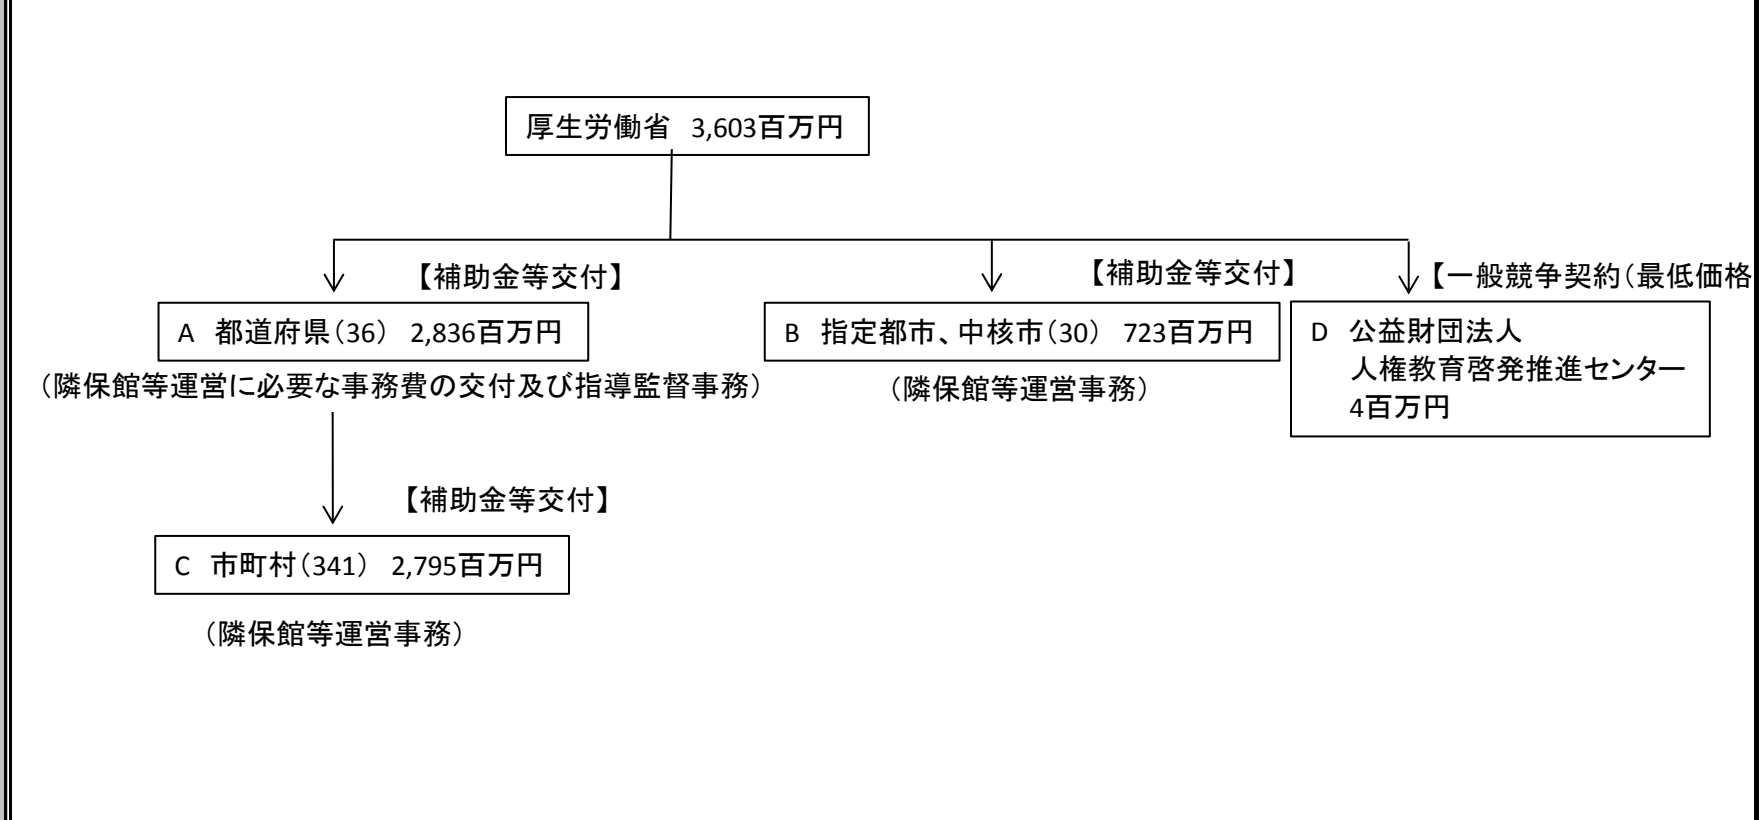 厚生労働省 3,603百万円
【補助金等交付】
【補助金等交付】
【一般競争契約（最低価格
A 都道府県（36） 2,836百万円
B 指定都市、中核市（30） 723百万円
D 公益財団法人
人権教育啓発推進センター
4百万円
（隣保館等運営に必要な事務費の交付及び指導監督事務）
（隣保館等運営事務）
【補助金等交付】
C 市町村（341） 2,795百万円
（隣保館等運営事務）